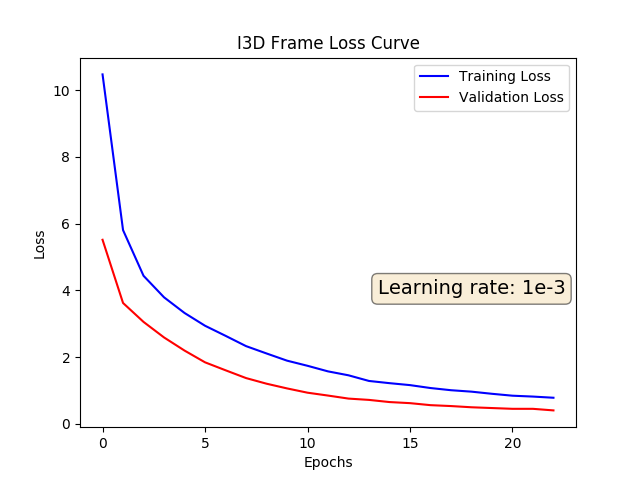 I3D Frame Loss Curve
Training Loss
Validation Loss
10
8
6
4
2
0
Loss
Learning rate: 1e-3
0 5 10 15 20
Epochs